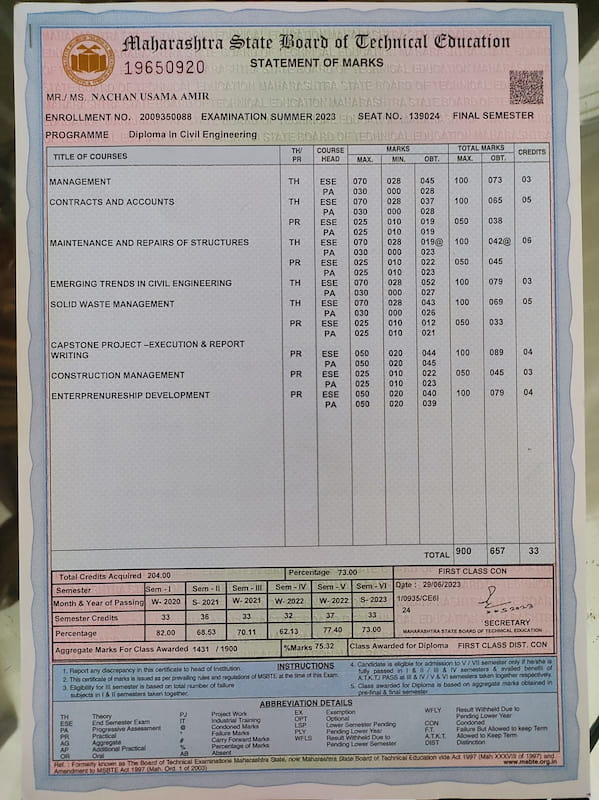 Maharashtra State Board of Technical Education
19650920
STATEMENT OF MARKS
MR./ MS. NACHAN USAMA AMIR
ENROLLMENT NO. 2009350088 EXAMINATION SUMMER 2023 SEAT NO. 139024 FINAL SEMESTER
PROGRAMME Diploma In Civil Engineering
TITLE OF COURSES TH/ PR COURSE HEAD MARKS MAX. MIN. OBT. TOTAL MARKS MAX. OBT. CREDITS
MANAGEMENT TH ESE 070 028 045 100 073 03
PA 030 000 028
CONTRACTS AND ACCOUNTS TH ESE 070 028 037 100 065 05
PA 030 000 028
PR ESE 025 010 019 050 038
PA 025 010 019
MAINTENANCE AND REPAIRS OF STRUCTURES TH ESE 070 028 019@ 100 042@ 06
PA 030 000 023
PR ESE 025 010 022 050 045
PA 025 010 023
EMERGING TRENDS IN CIVIL ENGINEERING TH ESE 070 028 052 100 079 03
PA 030 000 027
SOLID WASTE MANAGEMENT TH ESE 070 028 043 100 069 05
PA 030 000 026
PR ESE 025 010 012 050 033
PA 025 010 021
CAPSTONE PROJECT –EXECUTION & REPORT
WRITING PR ESE 050 020 044 100 089 04
PA 050 020 045
CONSTRUCTION MANAGEMENT PR ESE 025 010 022 050 045 03
PA 025 010 023
ENTERPRENURESHIP DEVELOPMENT PR ESE 050 020 040 100 079 04
PA 050 020 039
TOTAL 900 657 33
Total Credits Acquired 204.00 Percentage 73.00 FIRST CLASS CON
Semester Sem - I Sem - II Sem - III Sem - IV Sem - V Sem - VI
Month & Year of Passing W- 2020 S- 2021 W- 2021 W- 2022 W- 2022 S- 2023
Semester Credits 33 36 33 32 37 33
Percentage 82.00 68.53 70.11 62.13 77.40 73.00
Date : 29/06/2023
1/0935/CE6I
24
SECRETARY
MAHARASHTRA STATE BOARD OF TECHNICAL EDUCATION
Aggregate Marks For Class Awarded 1431 / 1900 %Marks 75.32 Class Awarded for Diploma FIRST CLASS DIST. CON
INSTRUCTIONS
1. Report any discrepancy in this certificate to head of Institution.
2. This certificate of marks is issued as per prevailing rules and regulations of MSBTE at the time of this Exam.
3. Eligibility for III semester is based on total number of failure
subjects in I & II semesters taken together.
4. Candidate is eligible for admission to V / VII semester only if he/she is
fully passed in I & II / III & IV semesters & availed benefits of
A.T.K.T./ PASS at III & IV / V & VI semesters taken together respectively.
5. Class awarded for Diploma is based on aggregate marks obtained in
pre-final & final semester.
ABBREVIATION DETAILS
TH Theory
ESE End Semester Exam
PA Progressive Assessment
PR Practical
AG Aggregate
AP Additional Practical
OR Oral
PJ Project Work
IT Industrial Training
@ Condoned Marks
* Failure Marks
# Carry Forward Marks
% Percentage of Marks
AB Absent
EX Exemption
OPT Optional
LSP Lower Semester Pending
PLY Pending Lower Year
WFLS Result Withheld Due to
Pending Lower Semester
WFLY Result Withheld Due to
Pending Lower Year
CON Condoned
F.T. Failure But Allowed to keep Term
A.T.K.T. Allowed to Keep Term
DIST Distinction
www.msbte.org.in
Ref. : Formerly known as The Board of Technical Examinations Maharashtra State, now Maharashtra State Board of Technical Education vide Act 1997 (Mah XXXVIII of 1997) and
Amendment to MSBTE Act 1997 (Mah. Ord. 1 of 2003)